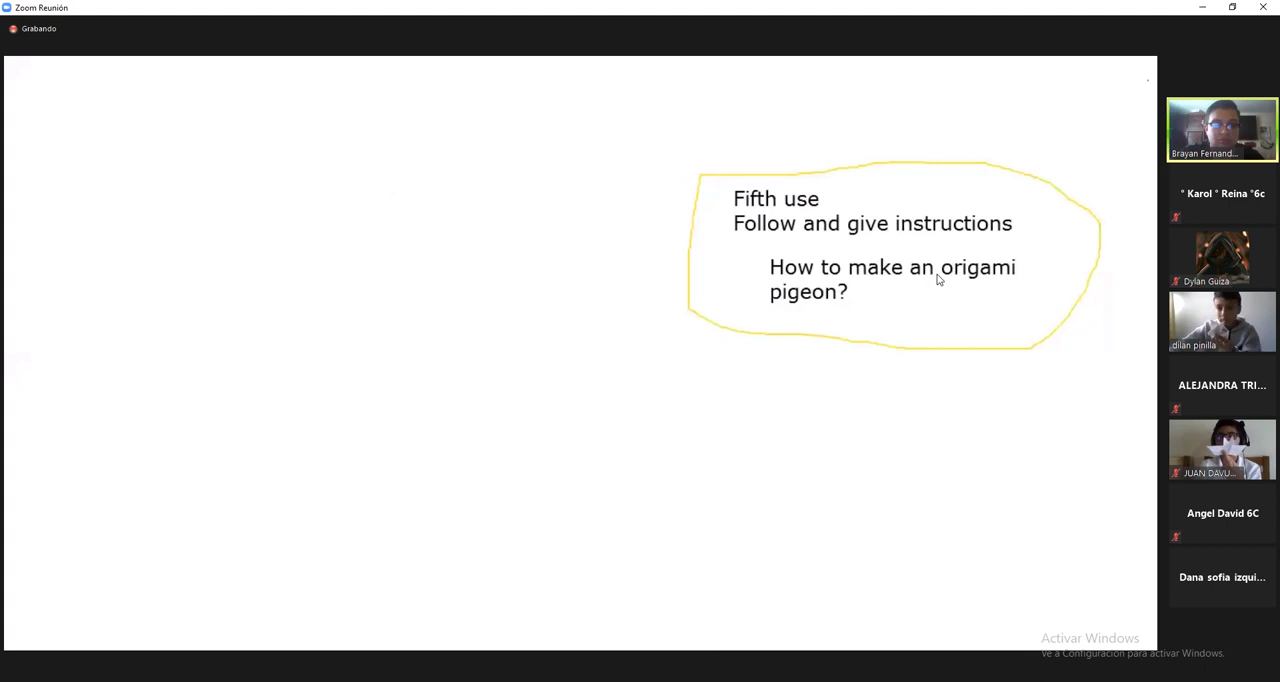 Zoom Reunión
Grabando
Fifth use
Follow and give instructions
How to make an origami
pigeon?
Brayan Fernand...
° Karol ° Reina °6c
Dylan Guiza
dilan pinilla
ALEJANDRA TRI...
JUAN DAVI...
Angel David 6C
Dana sofia izqui...
Activar Windows
Ve a Configuración para activar Windows.